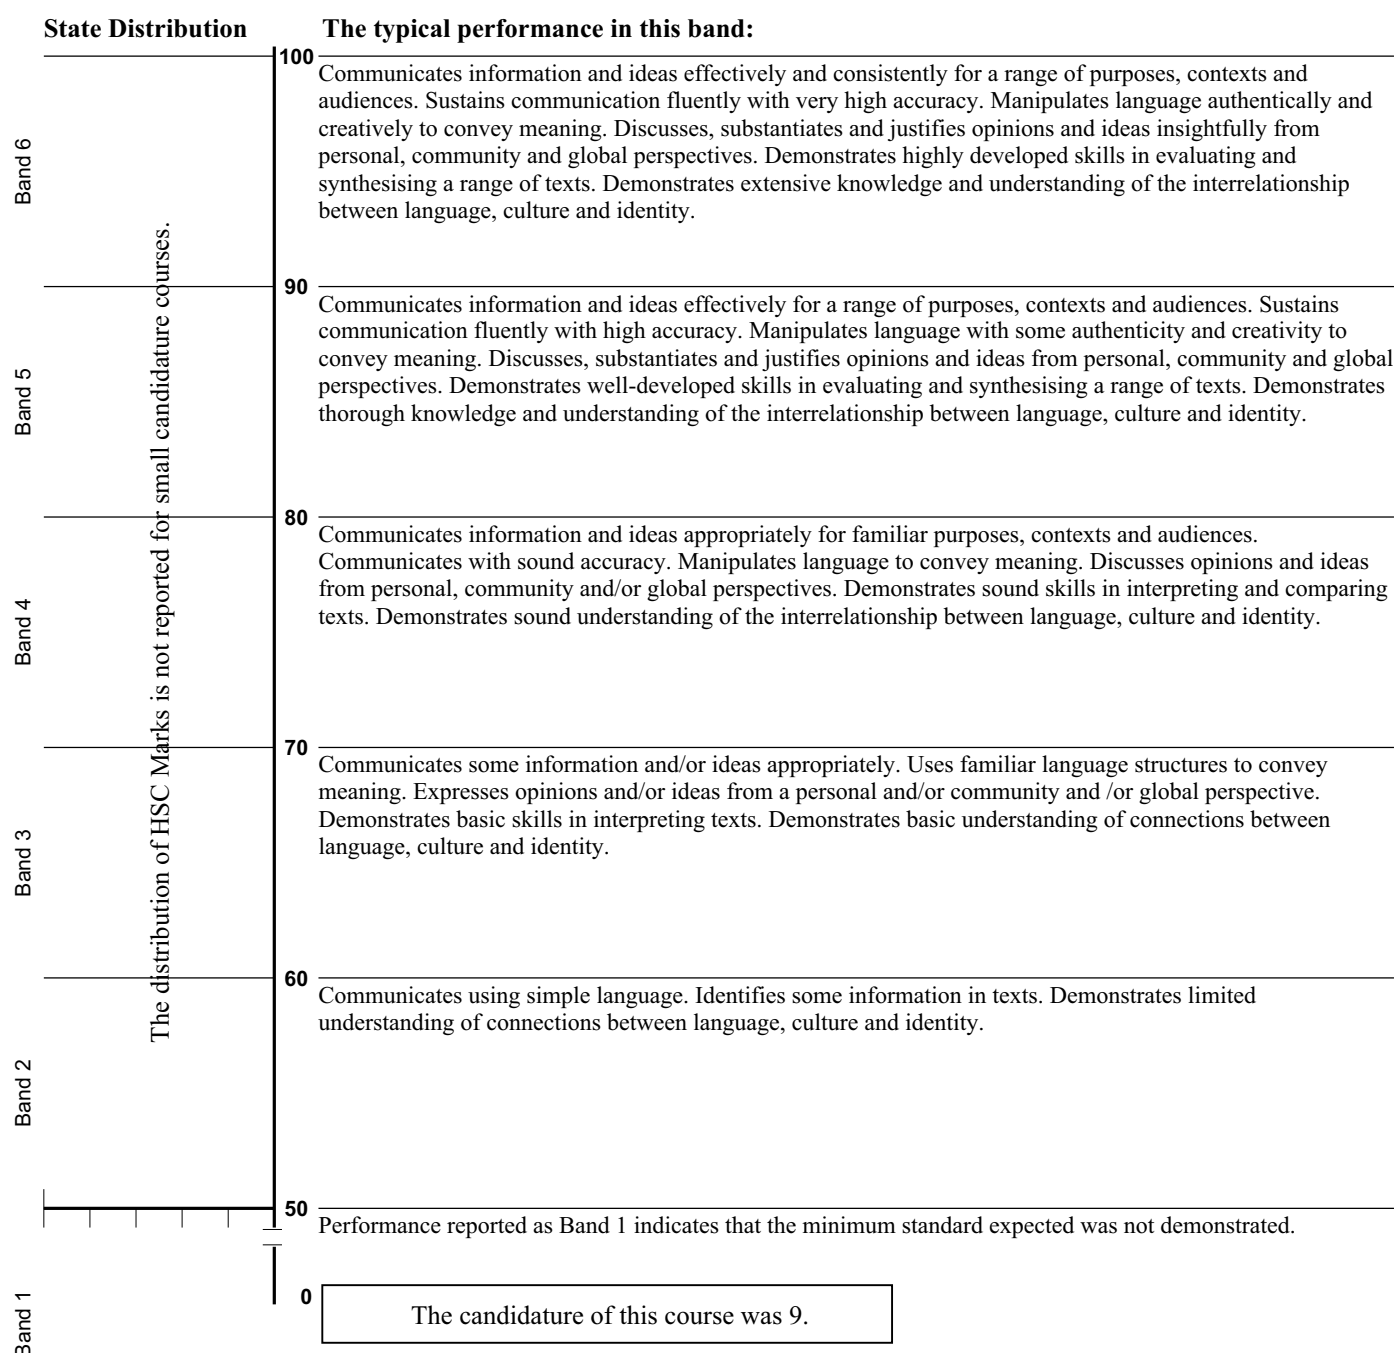 State Distribution
The typical performance in this band:
100
Communicates information and ideas effectively and consistently for a range of purposes, contexts and
audiences. Sustains communication fluently with very high accuracy. Manipulates language authentically and
creatively to convey meaning. Discusses, substantiates and justifies opinions and ideas insightfully from
personal, community and global perspectives. Demonstrates highly developed skills in evaluating and
synthesising a range of texts. Demonstrates extensive knowledge and understanding of the interrelationship
between language, culture and identity.
Band 6
90
Communicates information and ideas effectively for a range of purposes, contexts and audiences. Sustains
communication fluently with high accuracy. Manipulates language with some authenticity and creativity to
convey meaning. Discusses, substantiates and justifies opinions and ideas from personal, community and global
perspectives. Demonstrates well-developed skills in evaluating and synthesising a range of texts. Demonstrates
thorough knowledge and understanding of the interrelationship between language, culture and identity.
Band 5
80
Communicates information and ideas appropriately for familiar purposes, contexts and audiences.
Communicates with sound accuracy. Manipulates language to convey meaning. Discusses opinions and ideas
from personal, community and/or global perspectives. Demonstrates sound skills in interpreting and comparing
texts. Demonstrates sound understanding of the interrelationship between language, culture and identity.
Band 4
The distribution of HSC Marks is not reported for small candidature courses.
70
Communicates some information and/or ideas appropriately. Uses familiar language structures to convey
meaning. Expresses opinions and/or ideas from a personal and/or community and /or global perspective.
Demonstrates basic skills in interpreting texts. Demonstrates basic understanding of connections between
language, culture and identity.
Band 3
60
Communicates using simple language. Identifies some information in texts. Demonstrates limited
understanding of connections between language, culture and identity.
Band 2
50
Performance reported as Band 1 indicates that the minimum standard expected was not demonstrated.
0
The candidature of this course was 9.
Band 1